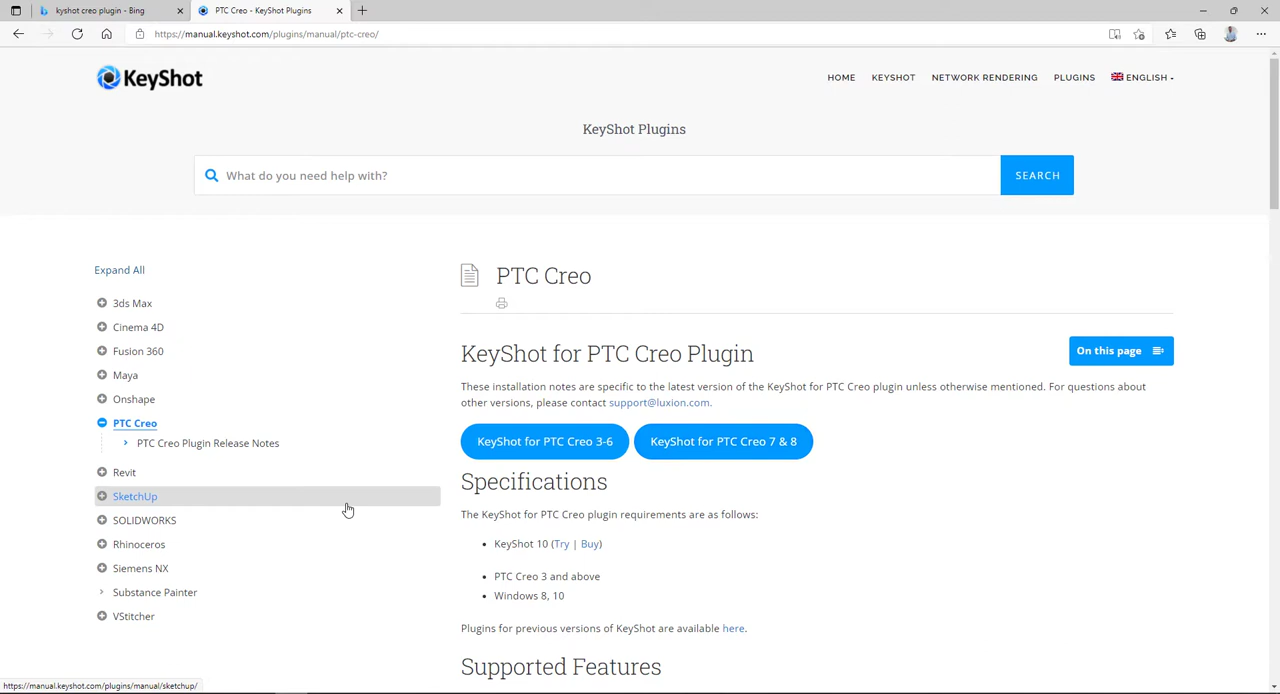 kyshot creo plugin - Bing
PTC Creo - KeyShot Plugins
https://manual.keyshot.com/plugins/manual/ptc-creo/
KeyShot
HOME
KEYSHOT
NETWORK RENDERING
PLUGINS
ENGLISH
KeyShot Plugins
What do you need help with?
SEARCH
Expand All
3ds Max
Cinema 4D
Fusion 360
Maya
Onshape
PTC Creo
PTC Creo Plugin Release Notes
Revit
SketchUp
SOLIDWORKS
Rhinoceros
Siemens NX
Substance Painter
VStitcher
PTC Creo
KeyShot for PTC Creo Plugin
On this page
These installation notes are specific to the latest version of the KeyShot for PTC Creo plugin unless otherwise mentioned. For questions about
other versions, please contact support@luxion.com.
KeyShot for PTC Creo 3-6
KeyShot for PTC Creo 7 & 8
Specifications
The KeyShot for PTC Creo plugin requirements are as follows:
• KeyShot 10 (Try | Buy)
• PTC Creo 3 and above
• Windows 8, 10
Plugins for previous versions of KeyShot are available here.
Supported Features
https://manual.keyshot.com/plugins/manual/sketchup/